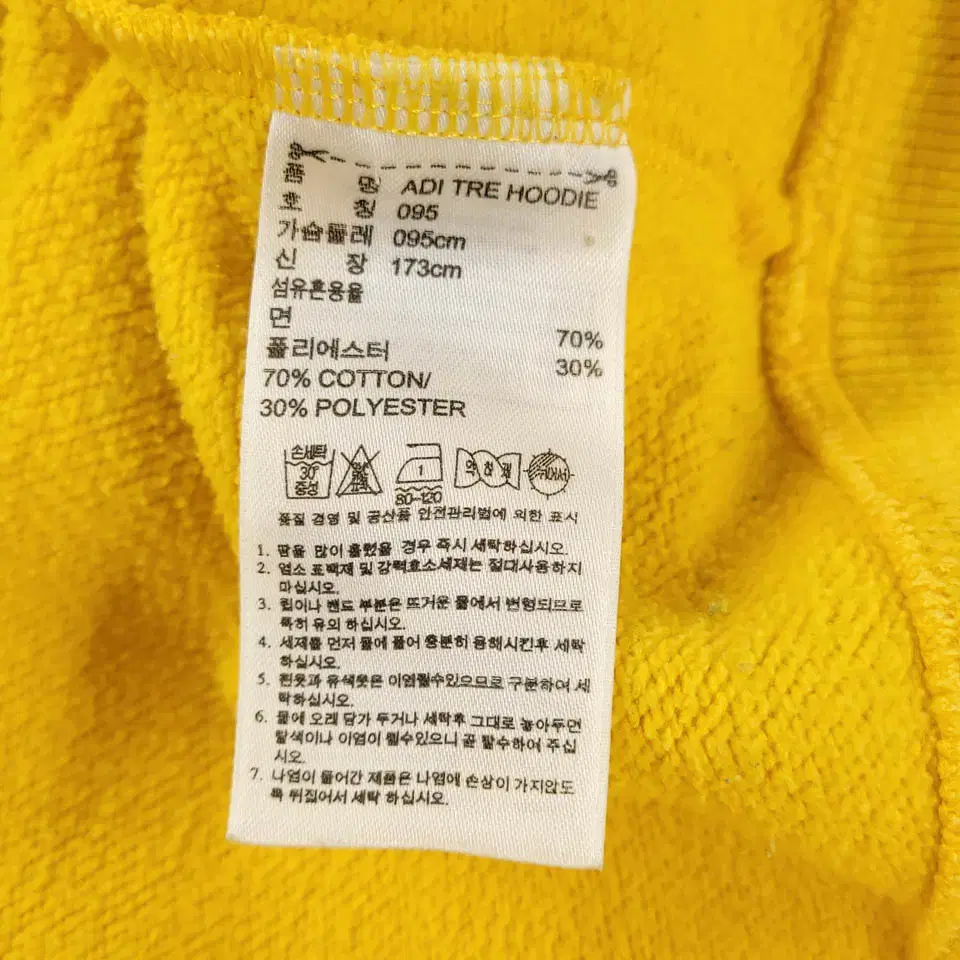 품 명 ADI TRE HOODIE
호 칭 095
가슴둘레 095cm
신 장 173cm
섬유혼용율
면 70%
폴리에스터 30%
70% COTTON/
30% POLYESTER
손세탁 30° 중성 1 80-120 약하게 뉘어서
품질 경영 및 공산품 안전관리법에 의한 표시
1. 땀을 많이 흘렸을 경우 즉시 세탁하십시오.
2. 염소 표백제 및 강력효소세제는 절대사용하지
마십시오.
3. 립이나 밴드 부분은 뜨거운 물에서 변형되므로
특히 유의 하십시오.
4. 세제를 먼저 물에 풀어 충분히 용해시킨후 세탁
하십시오.
5. 흰옷과 유색옷은 이염될수있으므로 구분하여 세
탁하십시오.
6. 물에 오래 담가 두거나 세탁후 그대로 놓아두면
탈색이나 이염이 될수있으니 곧 탈수하여 주십
시오.
7. 나염이 들어간 제품은 나염에 손상이 가지않도
록 뒤집어서 세탁 하십시오.